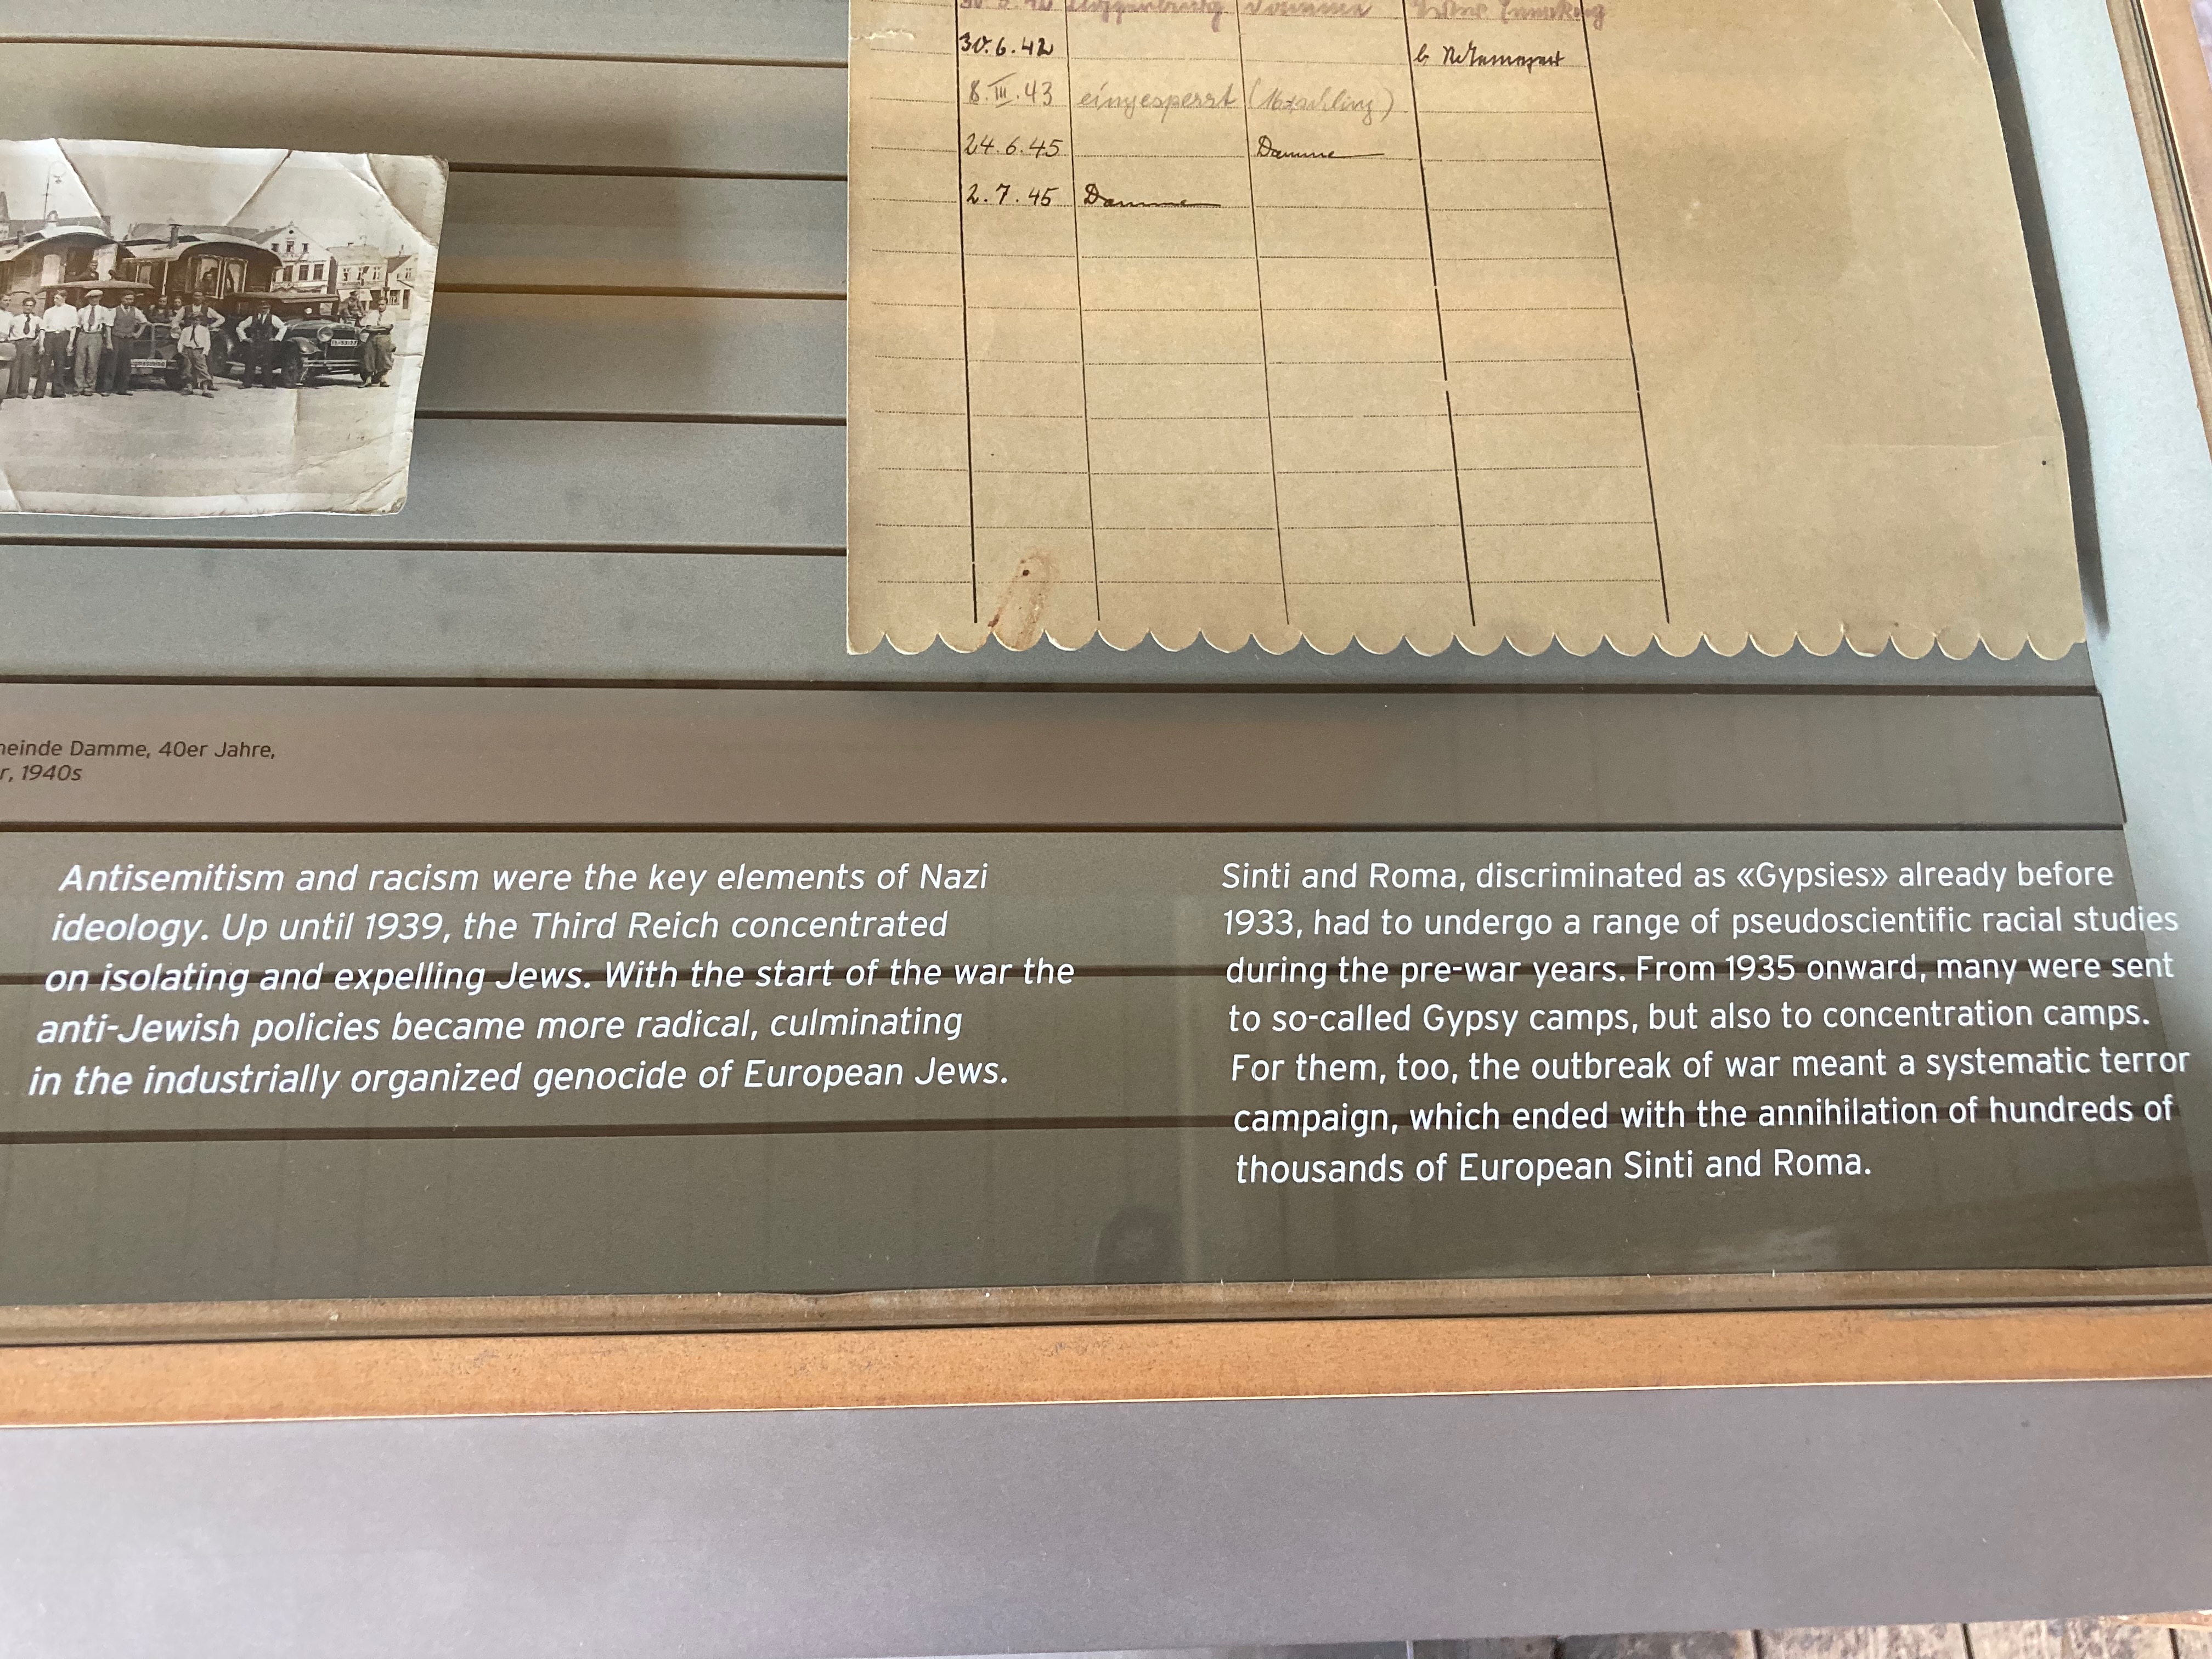 30.6.42
8.III.43 eingesperrt
24.6.45 Damme
2.7.45 Damme
heinde Damme, 40er Jahre,
r, 1940s
Antisemitism and racism were the key elements of Nazi
ideology. Up until 1939, the Third Reich concentrated
on isolating and expelling Jews. With the start of the war the
anti-Jewish policies became more radical, culminating
in the industrially organized genocide of European Jews.
Sinti and Roma, discriminated as «Gypsies» already before
1933, had to undergo a range of pseudoscientific racial studies
during the pre-war years. From 1935 onward, many were sent
to so-called Gypsy camps, but also to concentration camps.
For them, too, the outbreak of war meant a systematic terror
campaign, which ended with the annihilation of hundreds of
thousands of European Sinti and Roma.